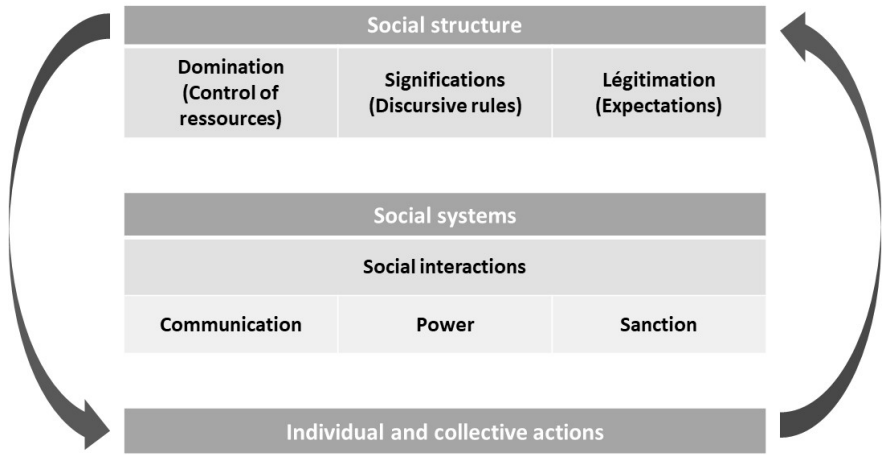 Social structure
Domination
(Control of
ressources)
Significations
(Discursive rules)
Légitimation
(Expectations)
Social systems
Social interactions
Communication
Power
Sanction
Individual and collective actions